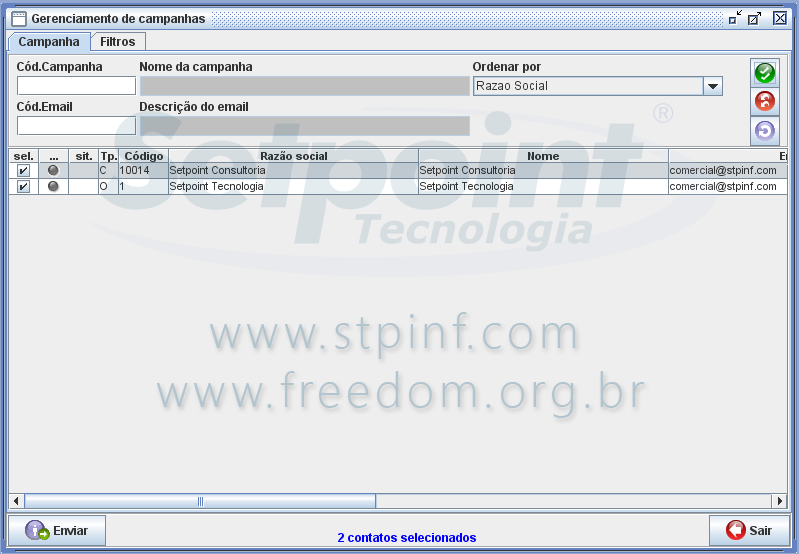 Gerenciamento de campanhas
Campanha Filtros
Cód.Campanha Nome da campanha Ordenar por
Razao Social
Cód.Email Descrição do email
Setpoint ®
Tecnologia
sel. ... sit. Tp. Código Razão social Nome E
C 10014 Setpoint Consultoria Setpoint Consultoria comercial@stpinf.com
O 1 Setpoint Tecnologia Setpoint Tecnologia comercial@stpinf.com
www.stpinf.com
www.freedom.org.br
Enviar 2 contatos selecionados Sair